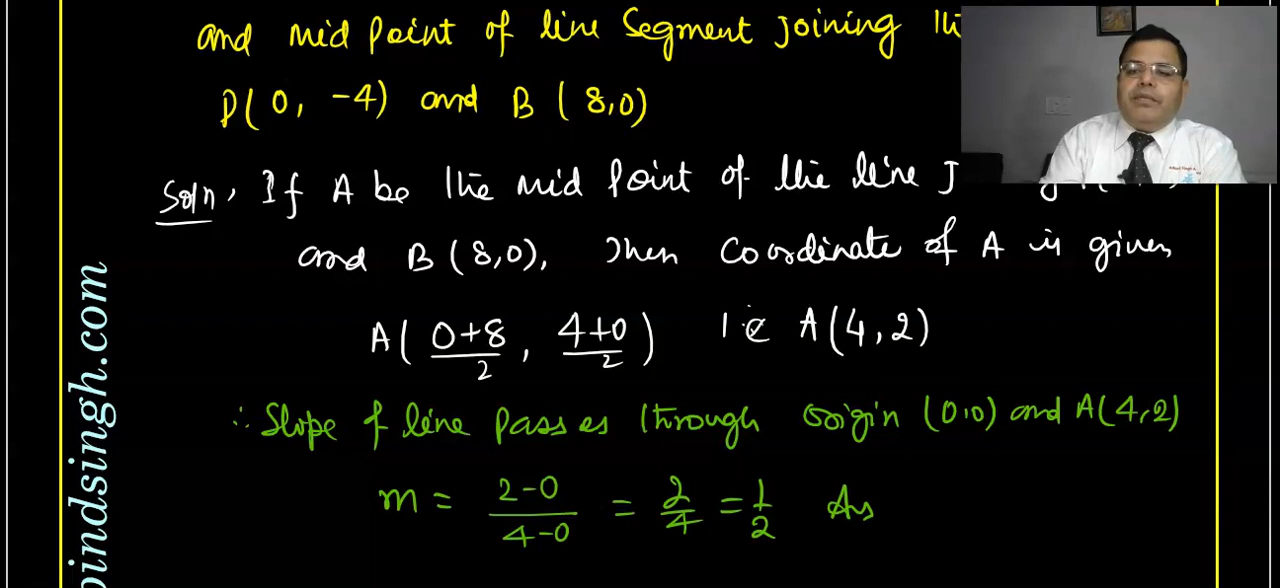 and mid point of line segment joining the
P(0, -4) and B (8,0)
Soln, If A be the mid point of the line J
and B (8,0), then coordinate of A is given
A( 0+8/2, 4+0/2 ) i.e A(4,2)
∴ Slope of line passes through origin (0,0) and A(4,2)
m = 2-0/4-0 = 2/4 = 1/2 Ans
pindsingh.com